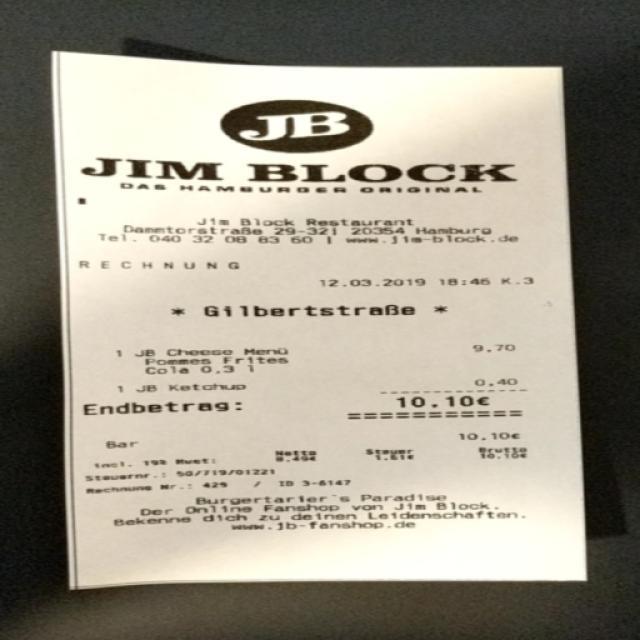 JB
JIM BLOCK
DAS HAMBURGER ORIGINAL
Jim Block Restaurant
Dammtorstraße 29-32| 20354 Hamburg
Tel. 040 32 08 83 60 | www.jim-block.de
RECHNUNG
12.03.2019 18:46 K.3
* Gilbertstraße *
1 JB Cheese Menü 9,70
Pommes Frites
Cola 0,3 l
1 JB Ketchup 0,40
Endbetrag: 10,10€
===========
Bar 10,10€
Netto Steuer Brutto
incl. 19% Mwst: 8.49€ 1.61€ 10.10€
Steuernr.: 50/719/01221
Rechnung Nr.: 429 / ID 3-6147
Burgertarier's Paradise
Der Online Fanshop von Jim Block.
Bekenne dich zu deinen Leidenschaften.
www.jb-fanshop.de